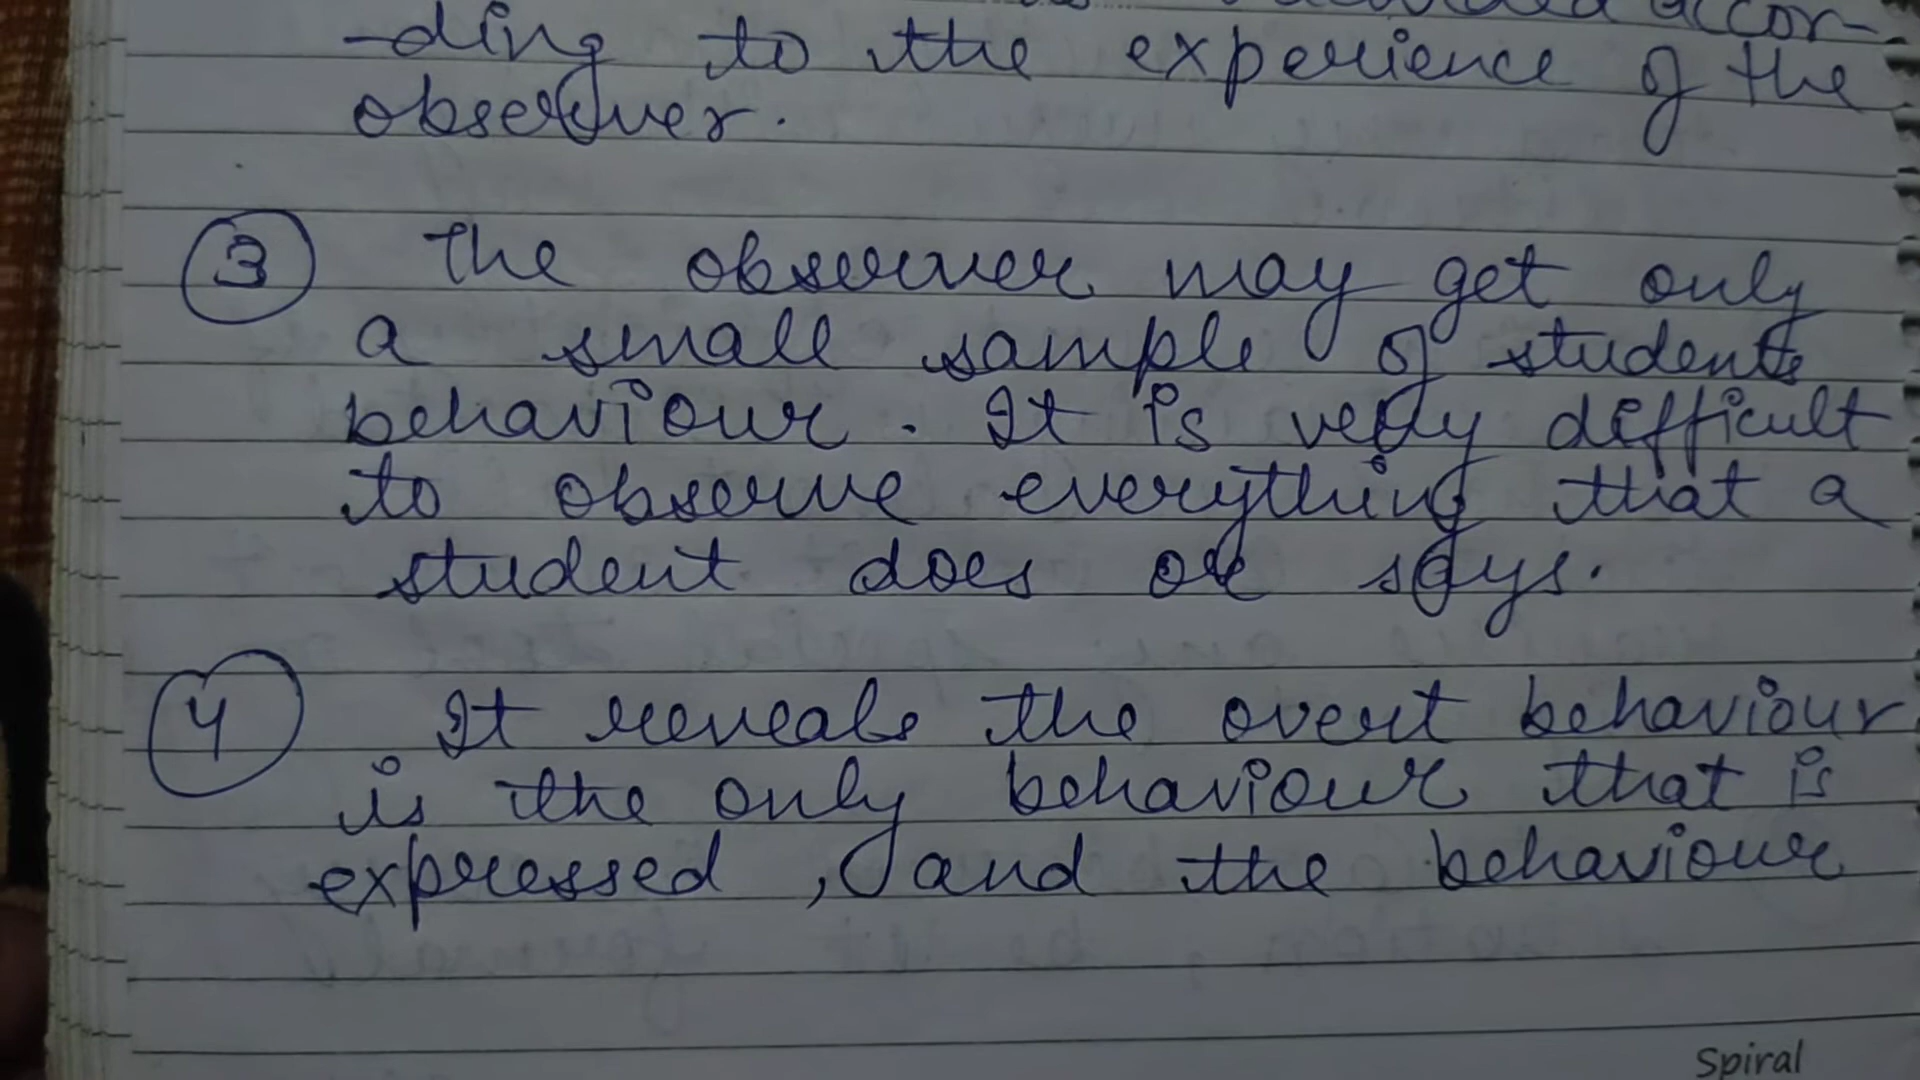 accor-
-ding to the experience of the
observer.
③ The observer may get only
a small sample of students
behaviour. It is very difficult
to observe everything that a
student does or says.
④ It reveals the overt behaviour
is the only behaviour that is
expressed, and the behaviour
Spiral